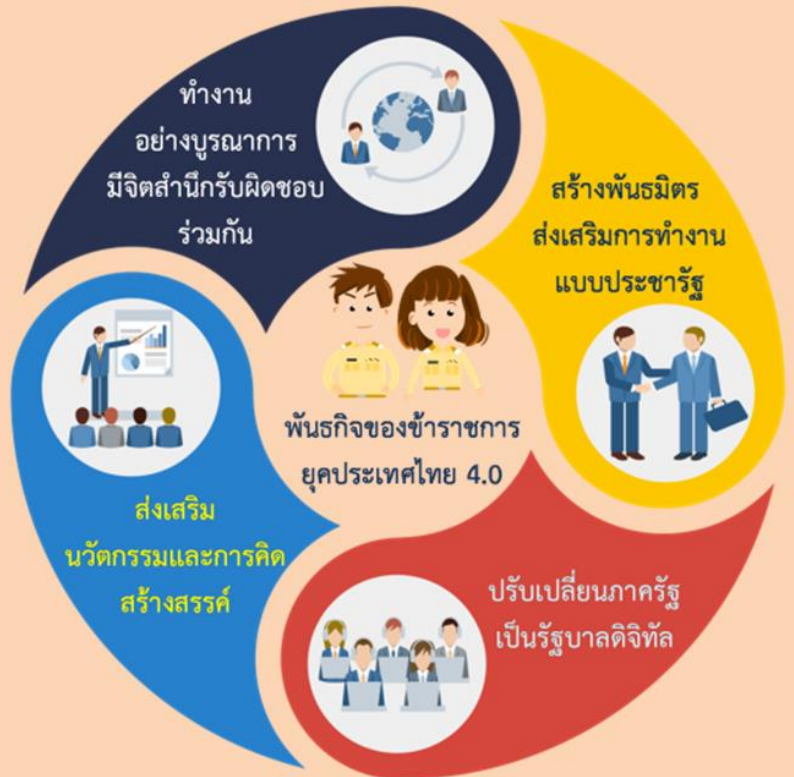 ทำงาน
อย่างบูรณาการ
มีจิตสำนึกรับผิดชอบ
ร่วมกัน
สร้างพันธมิตร
ส่งเสริมการทำงาน
แบบประชารัฐ
พันธกิจของข้าราชการ
ยุคประเทศไทย 4.0
ส่งเสริม
นวัตกรรมและการคิด
สร้างสรรค์
ปรับเปลี่ยนภาครัฐ
เป็นรัฐบาลดิจิทัล